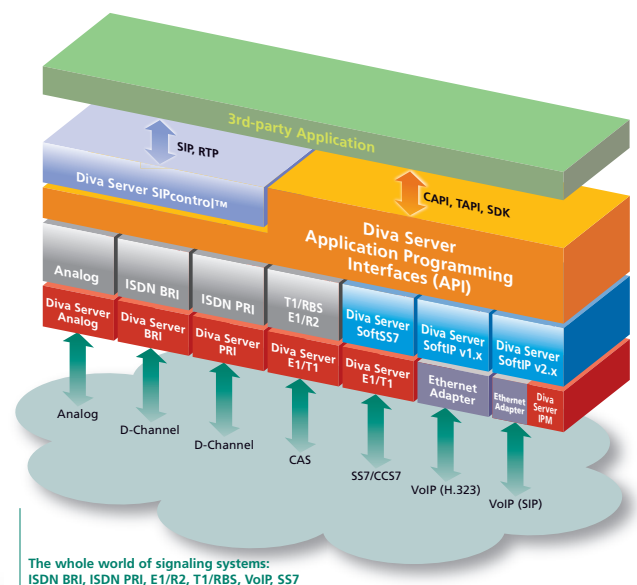 3rd-party Application
SIP, RTP
Diva Server SIPcontrol™
CAPI, TAPI, SDK
Diva Server
Application Programming
Interfaces (API)
Analog
ISDN BRI
ISDN PRI
T1/RBS
E1/R2
Diva Server
SoftSS7
Diva Server
SoftIP v1.x
Diva Server
SoftIP v2.x
Diva Server
Analog
Diva Server
BRI
Diva Server
PRI
Diva Server
E1/T1
Diva Server
E1/T1
Ethernet
Adapter
Ethernet
Adapter
Diva
Server
IPM
Analog
D-Channel
D-Channel
CAS
SS7/CCS7
VoIP (H.323)
VoIP (SIP)
The whole world of signaling systems:
ISDN BRI, ISDN PRI, E1/R2, T1/RBS, VoIP, SS7